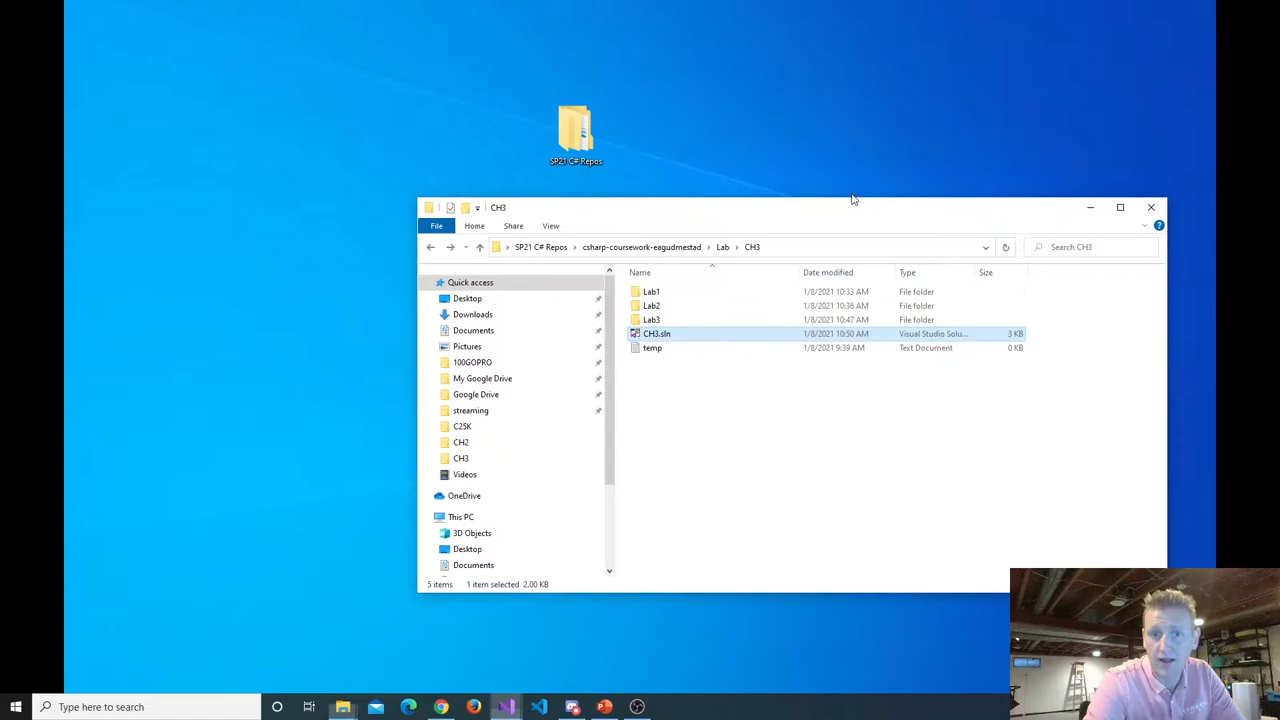 SP21 C# Repos
CH3
File Home Share View
SP21 C# Repos > csharp-coursework-eagudmestad > Lab > CH3
Search CH3
Name Date modified Type Size
Quick access
Desktop
Downloads
Documents
Pictures
100GOPRO
My Google Drive
Google Drive
streaming
C25K
CH2
CH3
Videos
OneDrive
This PC
3D Objects
Desktop
Documents
Lab1 1/8/2021 10:33 AM File folder
Lab2 1/8/2021 10:36 AM File folder
Lab3 1/8/2021 10:47 AM File folder
CH3.sln 1/8/2021 10:50 AM Visual Studio Solu... 3 KB
temp 1/8/2021 9:39 AM Text Document 0 KB
5 items 1 item selected 2.00 KB
Type here to search